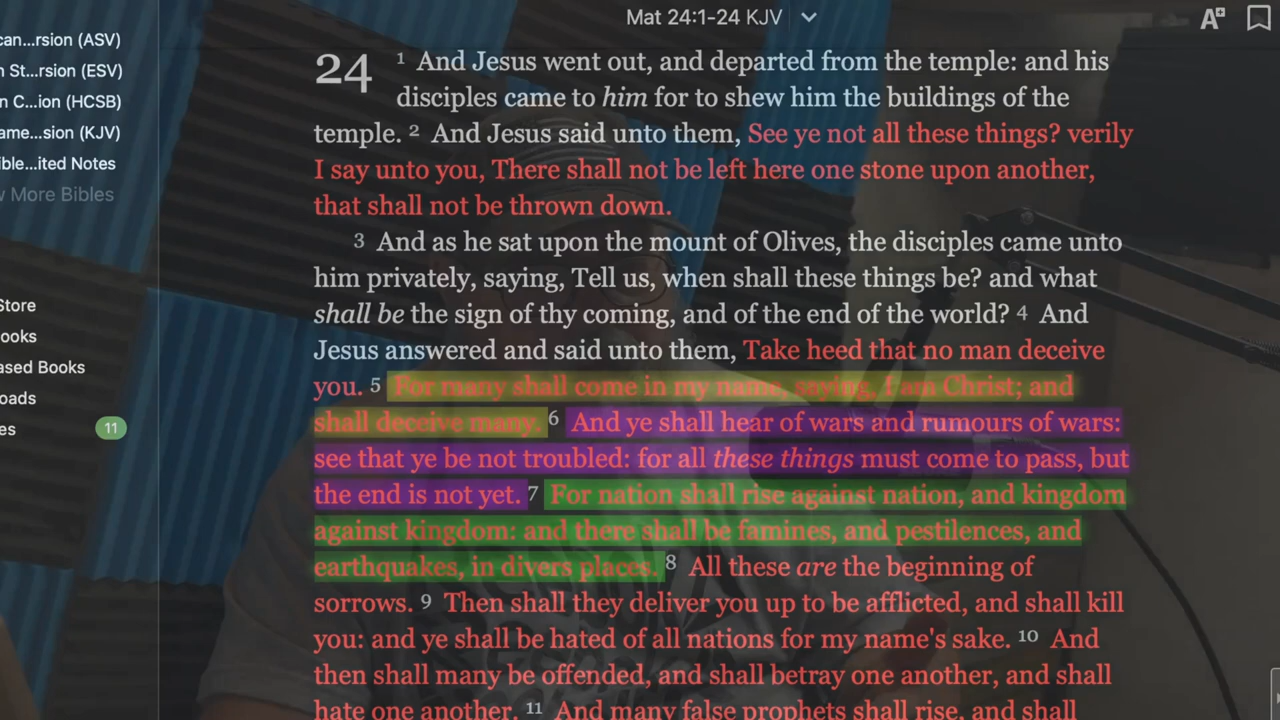 Mat 24:1-24 KJV
A
can...rsion (ASV)
n St...rsion (ESV)
n C...ion (HCSB)
ame...sion (KJV)
ible...ited Notes
w More Bibles
Store
ooks
ased Books
oads
es
11
24 1 And Jesus went out, and departed from the temple: and his
disciples came to him for to shew him the buildings of the
temple. 2 And Jesus said unto them, See ye not all these things? verily
I say unto you, There shall not be left here one stone upon another,
that shall not be thrown down.
3 And as he sat upon the mount of Olives, the disciples came unto
him privately, saying, Tell us, when shall these things be? and what
shall be the sign of thy coming, and of the end of the world? 4 And
Jesus answered and said unto them, Take heed that no man deceive
you. 5 For many shall come in my name, saying, I am Christ; and
shall deceive many. 6 And ye shall hear of wars and rumours of wars:
see that ye be not troubled: for all these things must come to pass, but
the end is not yet. 7 For nation shall rise against nation, and kingdom
against kingdom: and there shall be famines, and pestilences, and
earthquakes, in divers places. 8 All these are the beginning of
sorrows. 9 Then shall they deliver you up to be afflicted, and shall kill
you: and ye shall be hated of all nations for my name's sake. 10 And
then shall many be offended, and shall betray one another, and shall
hate one another. 11 And many false prophets shall rise, and shall